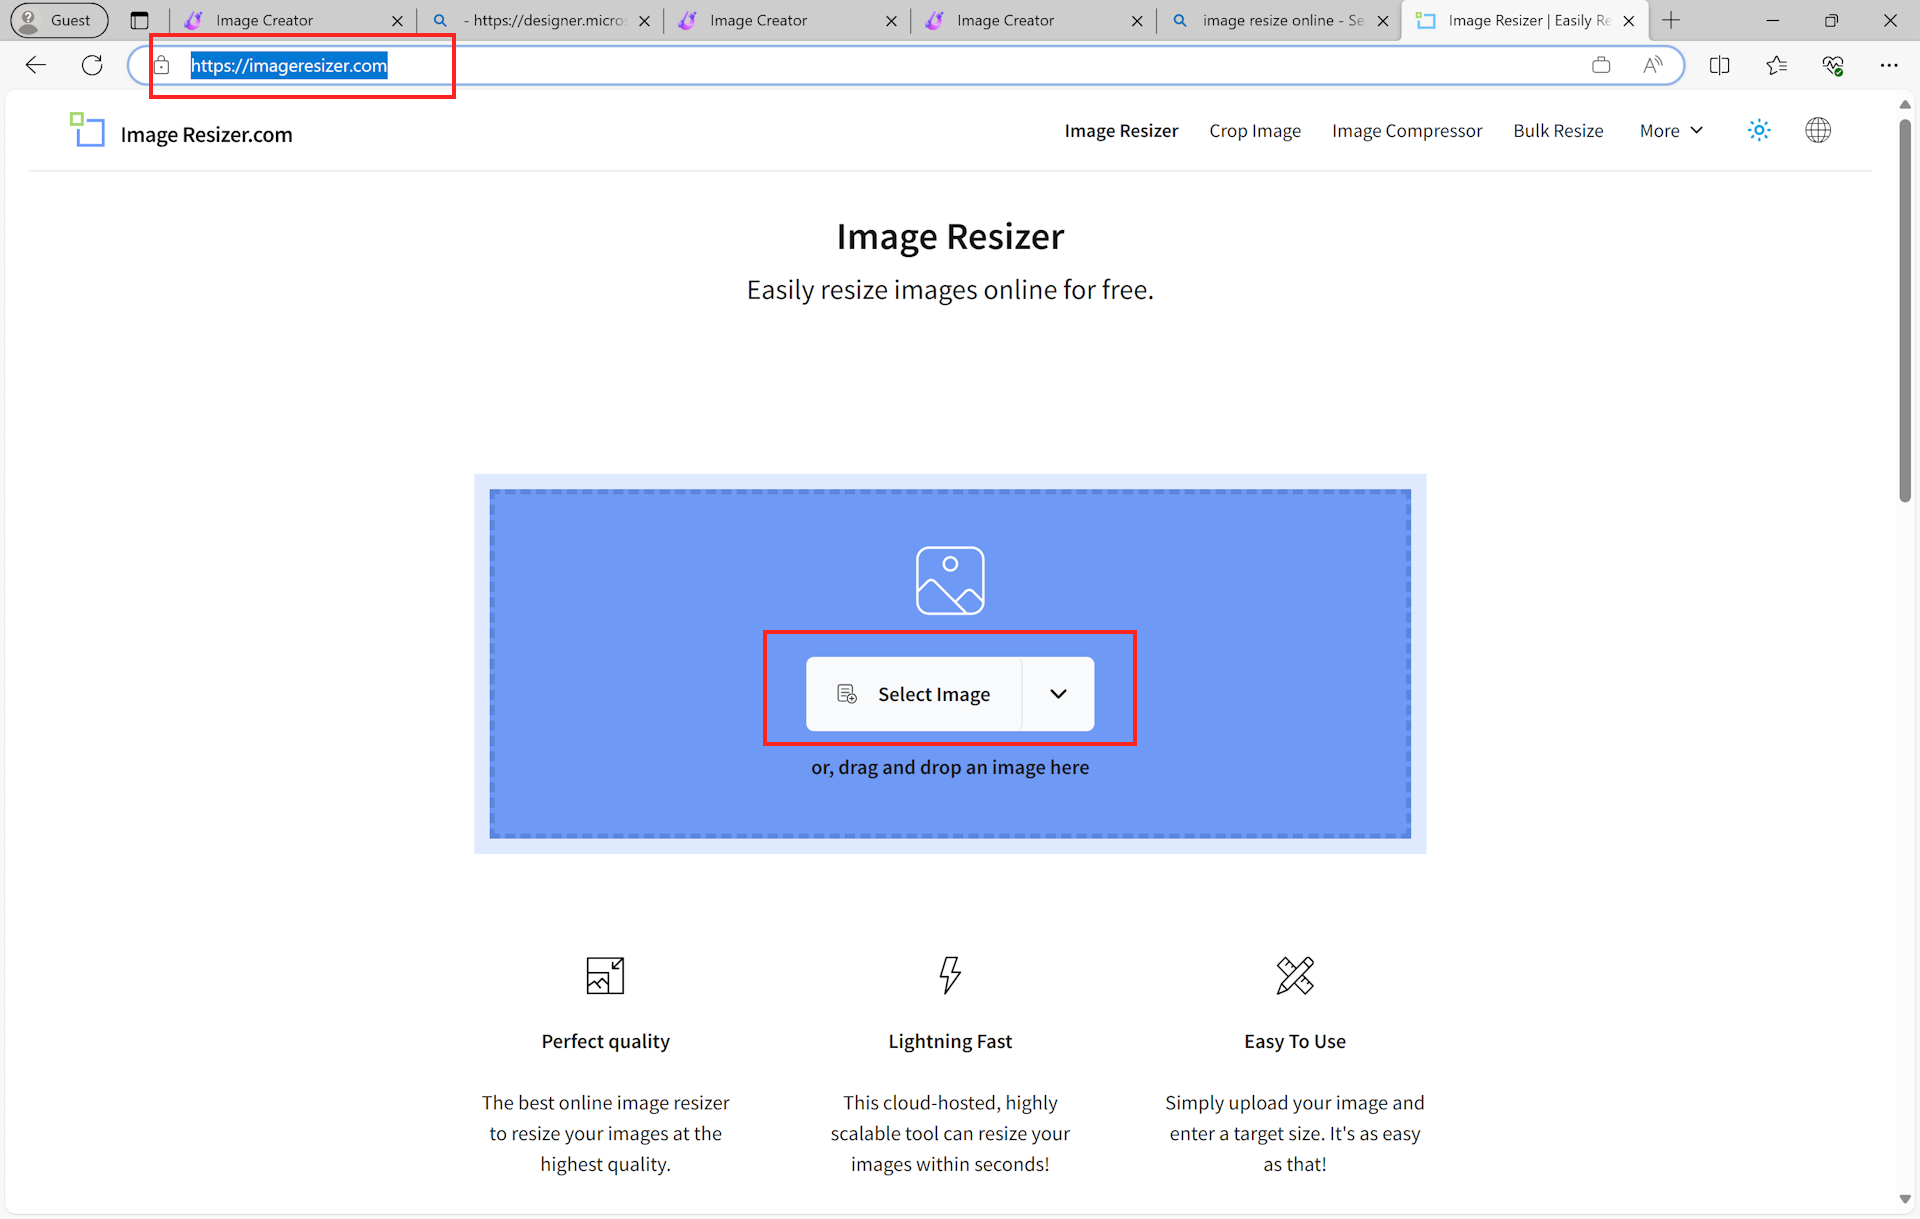 Guest
Image Creator
- https://designer.micros
Image Creator
Image Creator
image resize online - Se
Image Resizer | Easily Re
https://imageresizer.com
Image Resizer.com
Image Resizer
Crop Image
Image Compressor
Bulk Resize
More
Image Resizer
Easily resize images online for free.
Select Image
or, drag and drop an image here
Perfect quality
The best online image resizer
to resize your images at the
highest quality.
Lightning Fast
This cloud-hosted, highly
scalable tool can resize your
images within seconds!
Easy To Use
Simply upload your image and
enter a target size. It's as easy
as that!